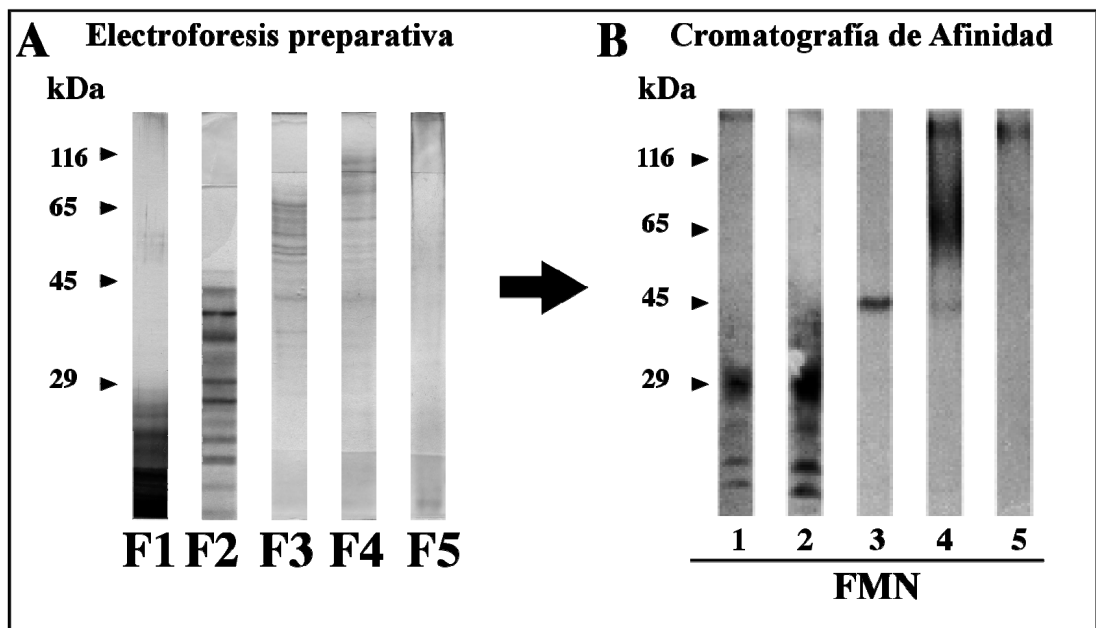 A Electroforesis preparativa
kDa
116
65
45
29
F1 F2 F3 F4 F5
B Cromatografía de Afinidad
kDa
116
65
45
29
1 2 3 4 5
FMN